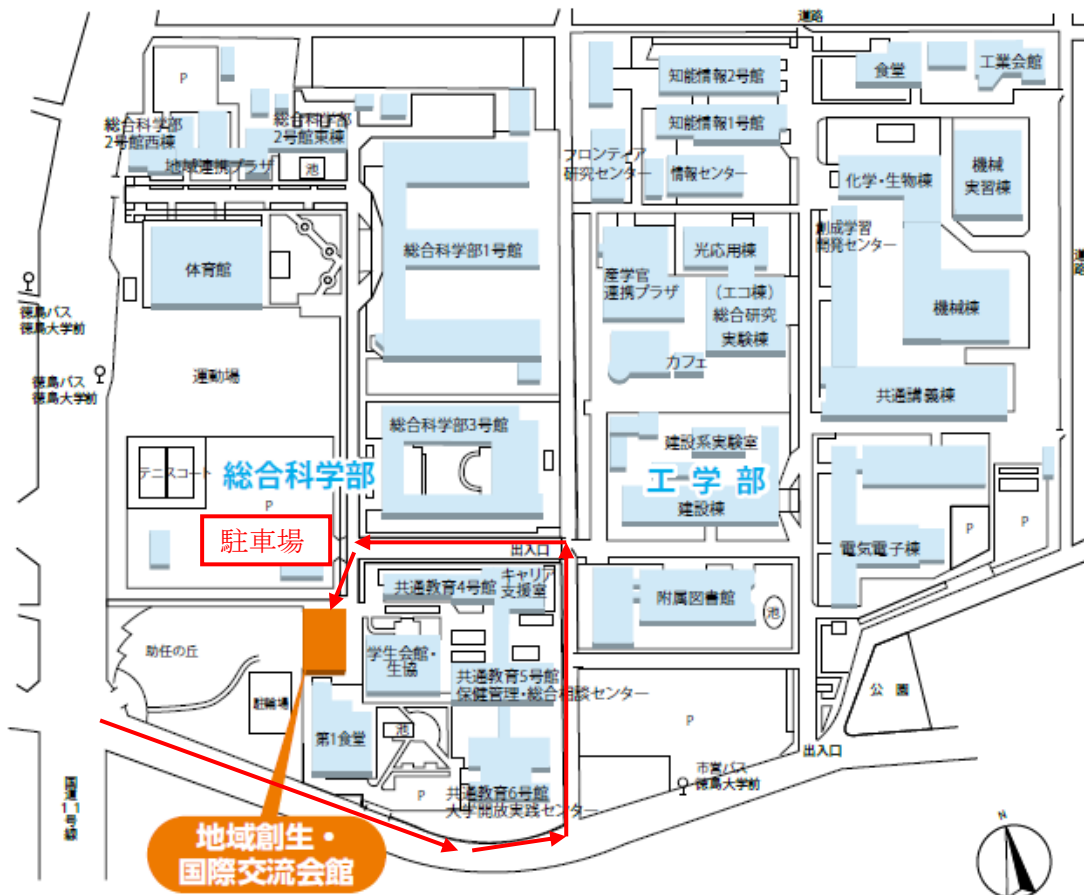 道路
P
知能情報2号館
食堂
工業会館
総合科学部
2号館西棟
総合科学部
2号館東棟
知能情報1号館
地域連携プラザ
池
フロンティア
研究センター
情報センター
化学・生物棟
機械
実習棟
総合科学部1号館
体育館
光応用棟
創成学習
開発センター
道路
産学官
連携プラザ
(エコ棟)
総合研究
実験棟
機械棟
徳島バス
徳島大学前
カフェ
運動場
徳島バス
徳島大学前
共通講義棟
総合科学部3号館
建設系実験室
テニスコート
総合科学部
工学部
P
建設棟
P
P
駐車場
出入口
電気電子棟
共通教育4号館
キャリア
支援室
附属図書館
池
助任の丘
学生会館・
生協
共通教育5号館
保健管理・総合相談センター
公園
駐輪場
第1食堂
池
P
出入口
市営バス
徳島大学前
国道11号線
P
共通教育6号館
大学開放実践センター
地域創生・
国際交流会館
N